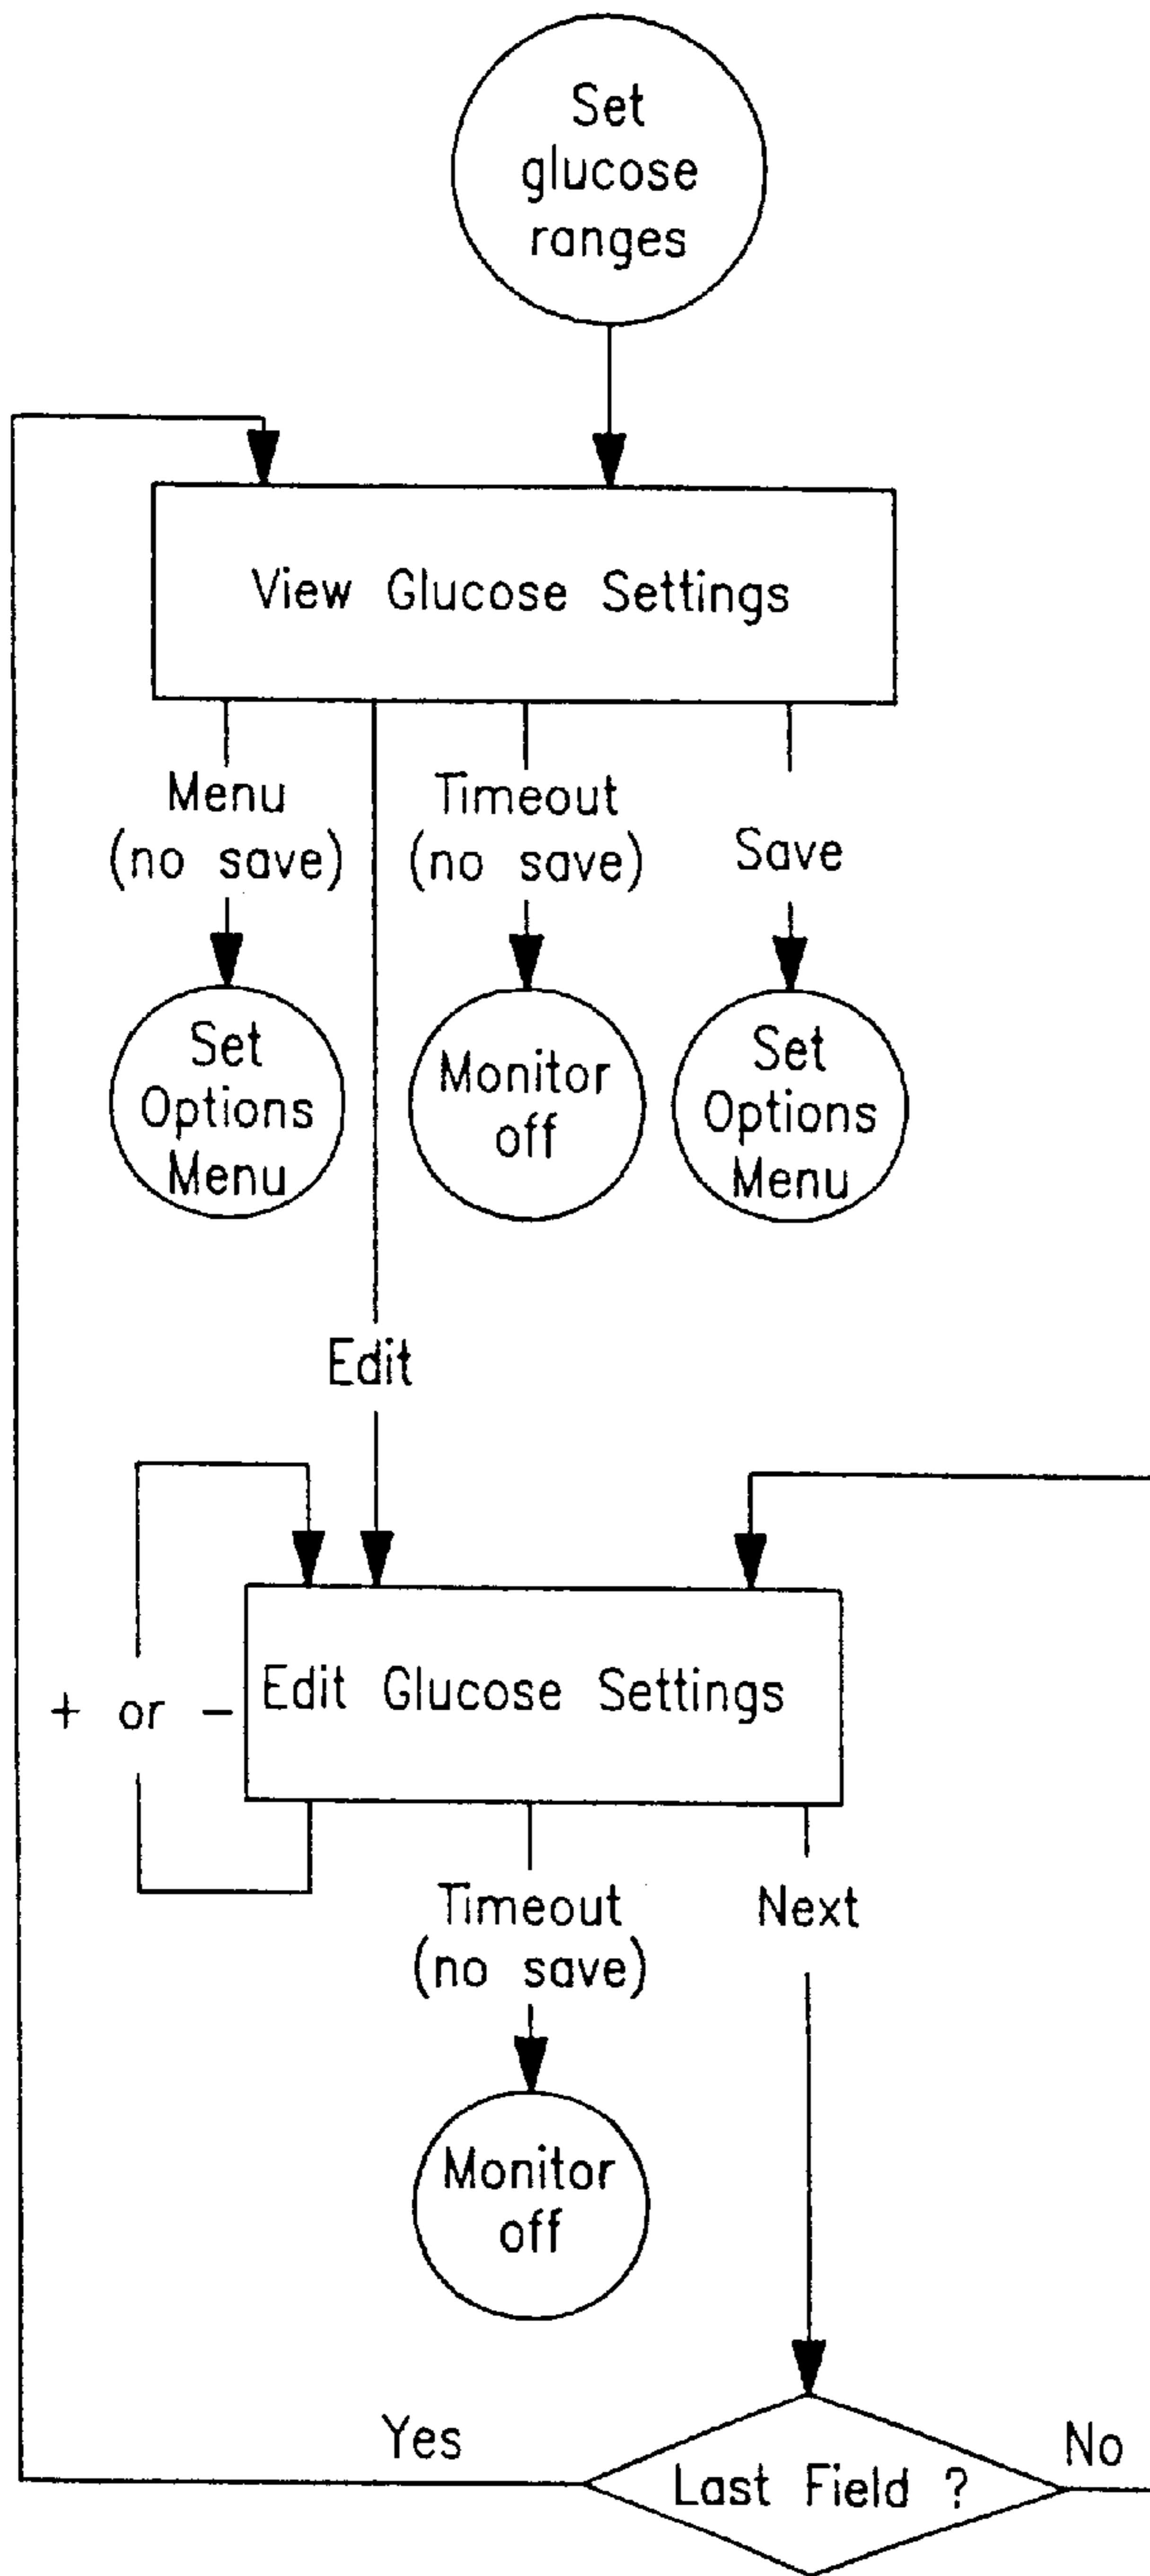 Set
glucose
ranges
View Glucose Settings
Menu
(no save)
Timeout
(no save)
Save
Set
Options
Menu
Monitor
off
Set
Options
Menu
Edit
+ or -
Edit Glucose Settings
Timeout
(no save)
Next
Monitor
off
Yes
Last Field ?
No